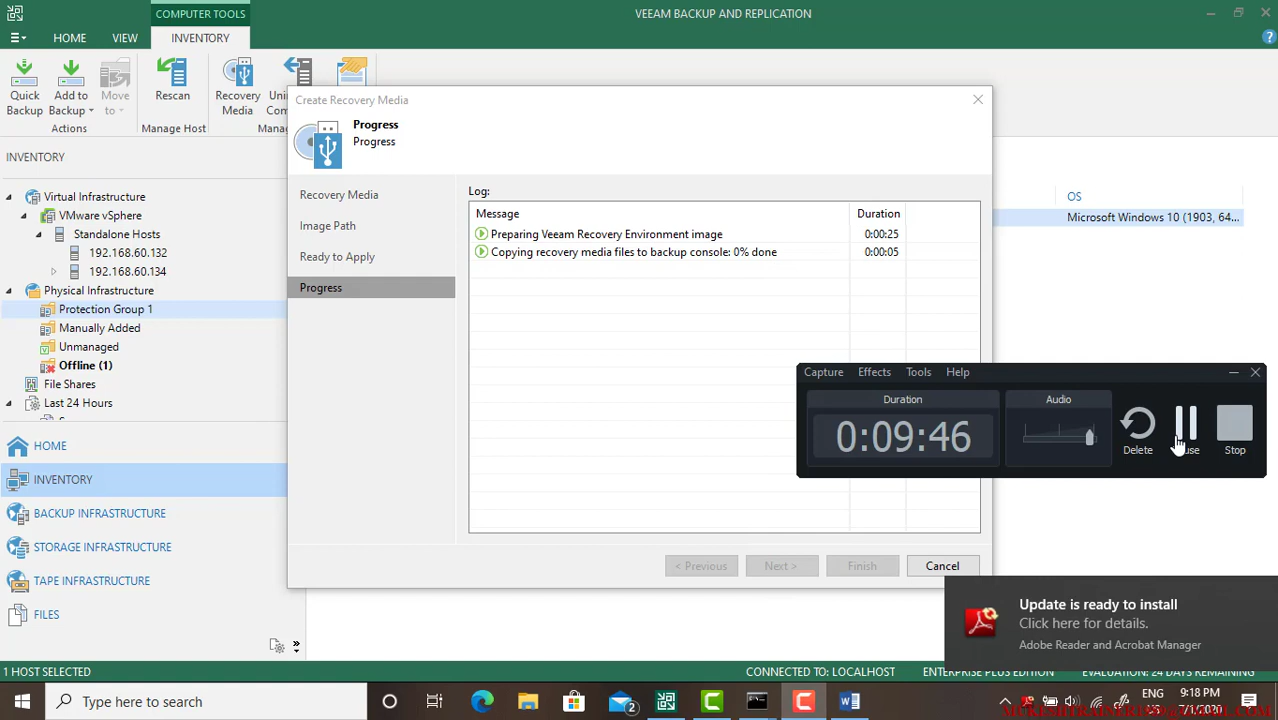 COMPUTER TOOLS
VEEAM BACKUP AND REPLICATION
HOME
VIEW
INVENTORY
Quick Backup
Add to Backup
Move to
Rescan
Recovery Media
Actions
Manage Host
INVENTORY
Virtual Infrastructure
VMware vSphere
Standalone Hosts
192.168.60.132
192.168.60.134
Physical Infrastructure
Protection Group 1
Manually Added
Unmanaged
Offline (1)
File Shares
Last 24 Hours
HOME
INVENTORY
BACKUP INFRASTRUCTURE
STORAGE INFRASTRUCTURE
TAPE INFRASTRUCTURE
FILES
Create Recovery Media
Progress
Progress
Recovery Media
Image Path
Ready to Apply
Progress
Log:
Message
Duration
Preparing Veeam Recovery Environment image
0:00:25
Copying recovery media files to backup console: 0% done
0:00:05
< Previous
Next >
Finish
Cancel
OS
Microsoft Windows 10 (1903, 64...
Capture
Effects
Tools
Help
Duration
0:09:46
Audio
Delete
Stop
Update is ready to install
Click here for details.
Adobe Reader and Acrobat Manager
1 HOST SELECTED
CONNECTED TO: LOCALHOST
ENTERPRISE PLUS EDITION
EVALUATION: 24 DAYS REMAINING
Type here to search
2
ENG
9:18 PM
7/1/2020